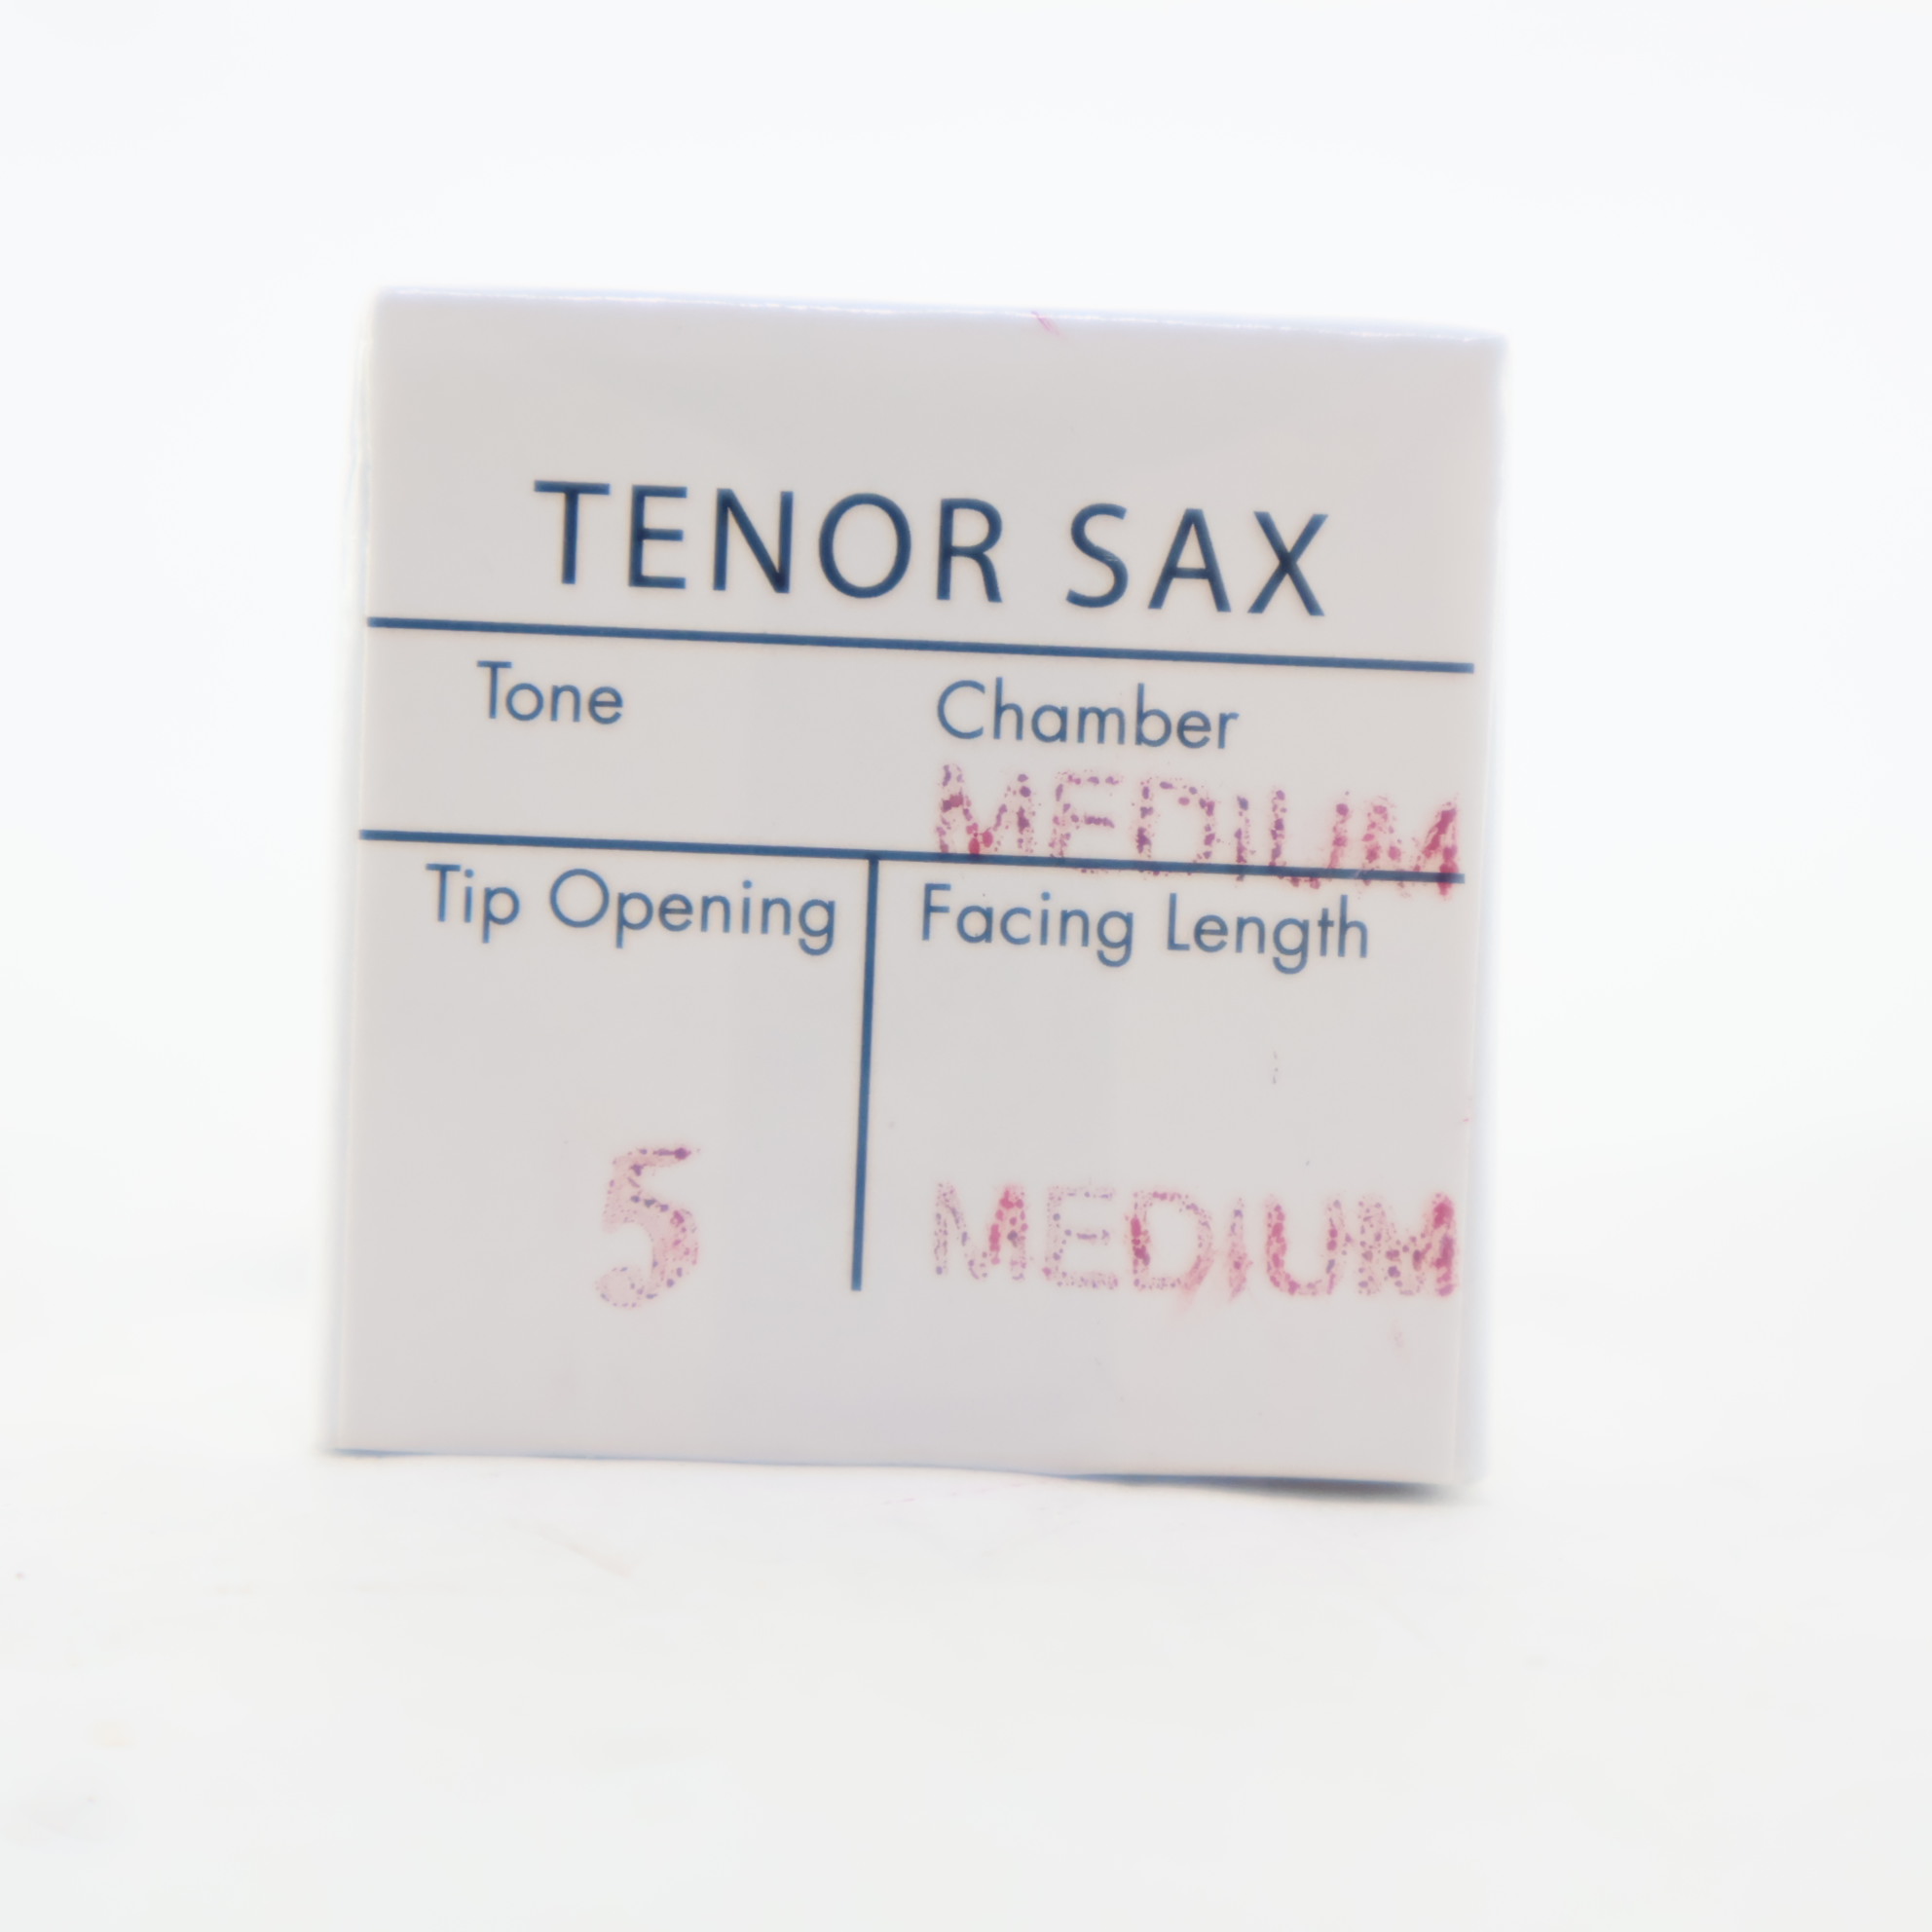 TENOR SAX
Tone Chamber
MEDIUM
Tip Opening Facing Length
5 MEDIUM